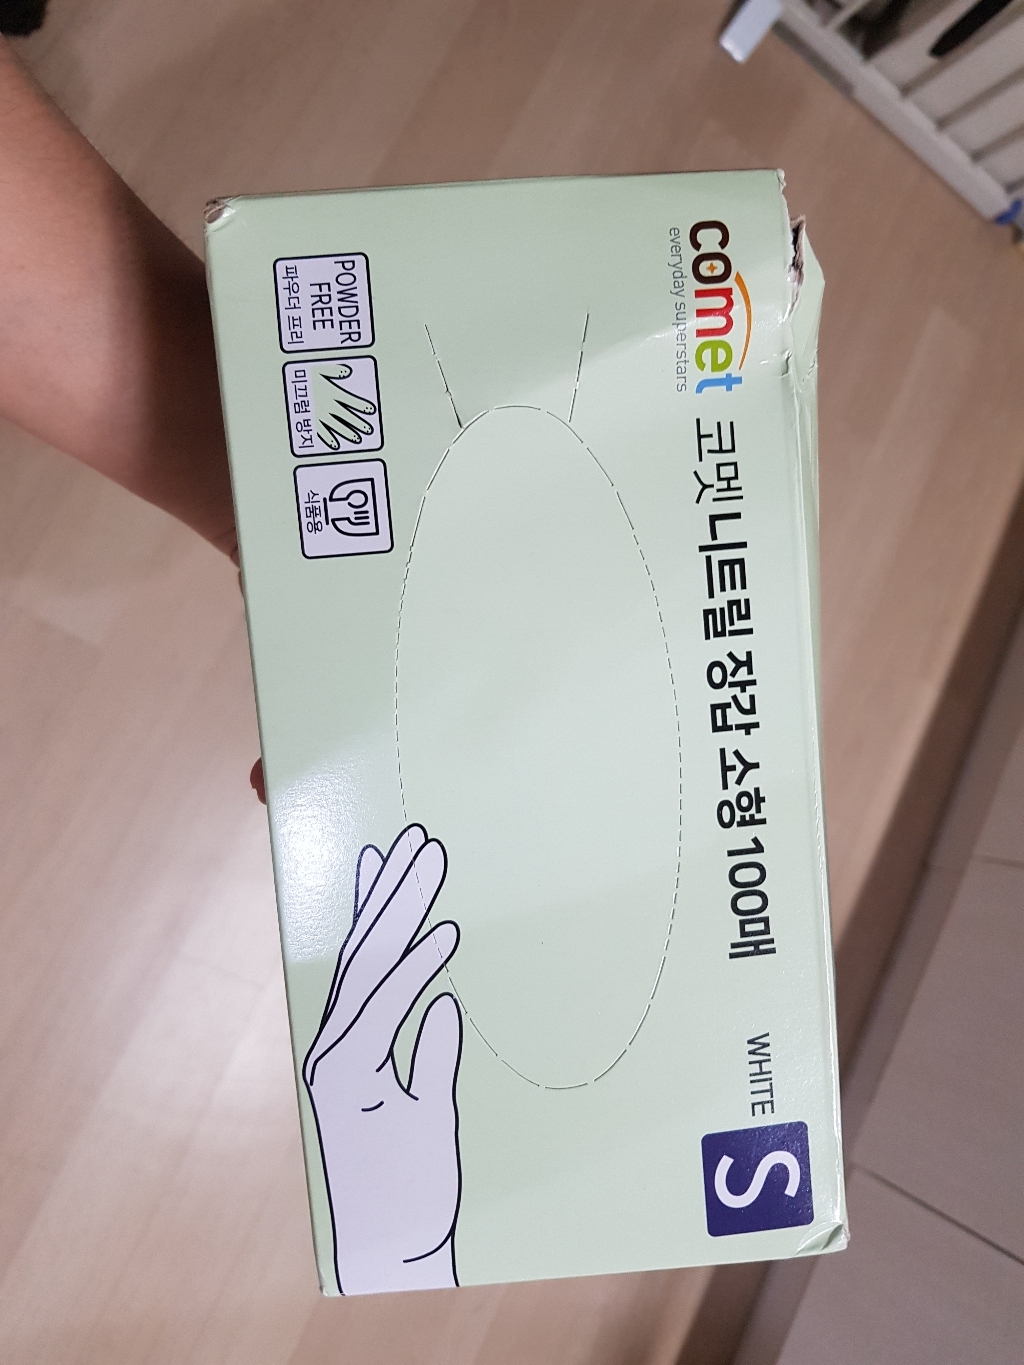 comet 코멧 니트릴 장갑 소형 100매 WHITE S
everyday superstars
POWDER
FREE
파우더 프리
미끄럼 방지
식품용